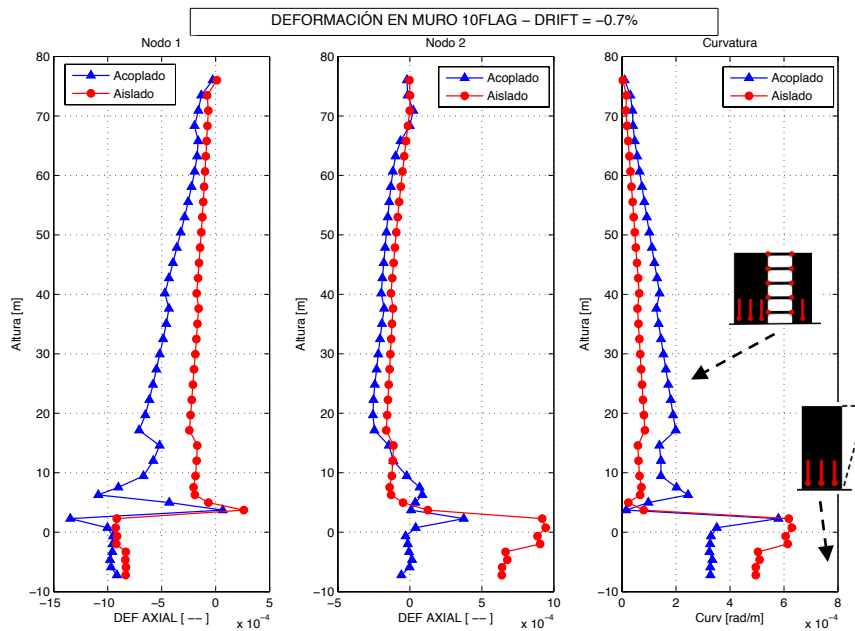 DEFORMACIÓN EN MURO 10FLAG − DRIFT = −0.7%
Nodo 1
Nodo 2
Curvatura
Acoplado
Aislado
Acoplado
Aislado
Acoplado
Aislado
80
70
60
50
40
30
20
10
0
−10
Altura [m]
−15
−10
−5
0
5
x 10−4
DEF AXIAL [ −− ]
80
70
60
50
40
30
20
10
0
−10
Altura [m]
−5
0
5
10
x 10−4
DEF AXIAL [ −− ]
80
70
60
50
40
30
20
10
0
−10
Altura [m]
0
2
4
6
8
x 10−4
Curv [rad/m]